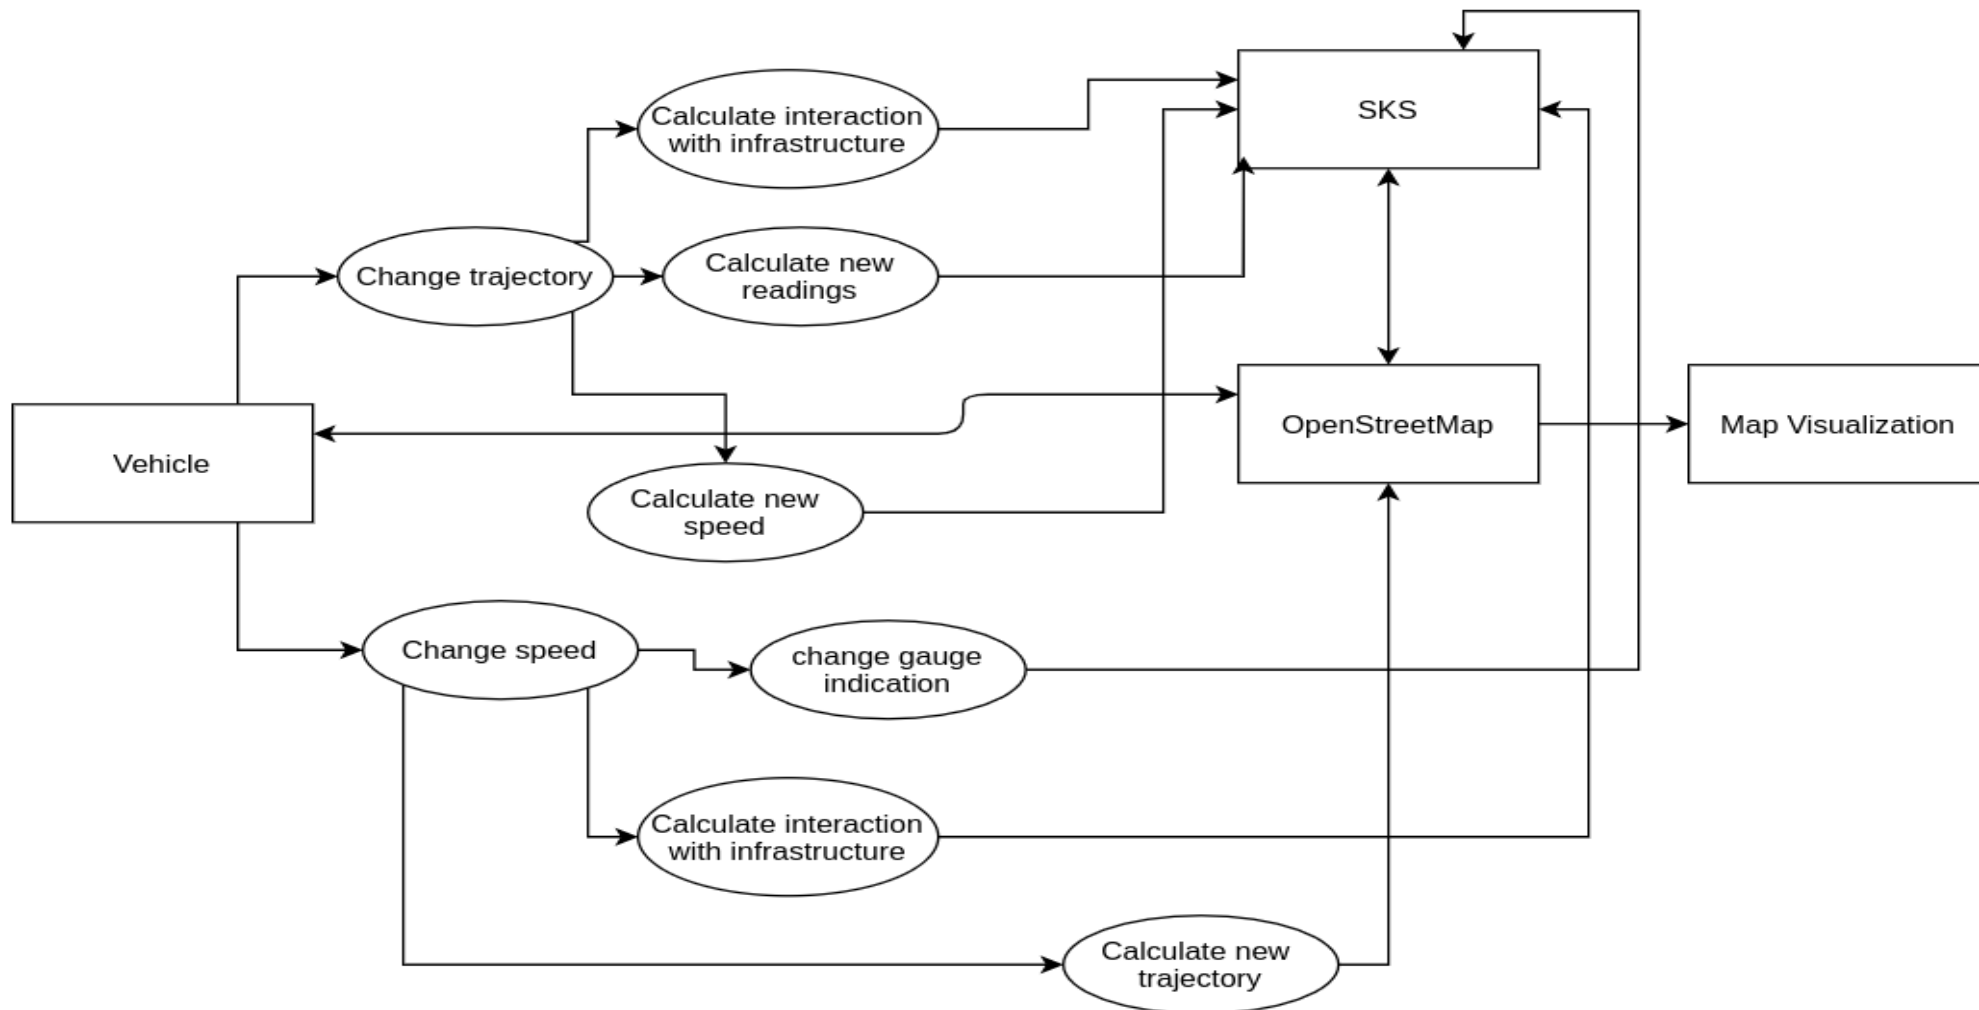 Calculate interaction
with infrastructure
SKS
Change trajectory
Calculate new
readings
Vehicle
OpenStreetMap
Map Visualization
Calculate new
speed
Change speed
change gauge
indication
Calculate interaction
with infrastructure
Calculate new
trajectory